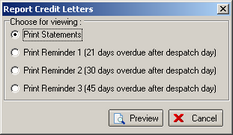 Report Credit Letters
Choose for viewing :
Print Statements
Print Reminder 1 (21 days overdue after despatch day)
Print Reminder 2 (30 days overdue after despatch day)
Print Reminder 3 (45 days overdue after despatch day)
Preview
Cancel